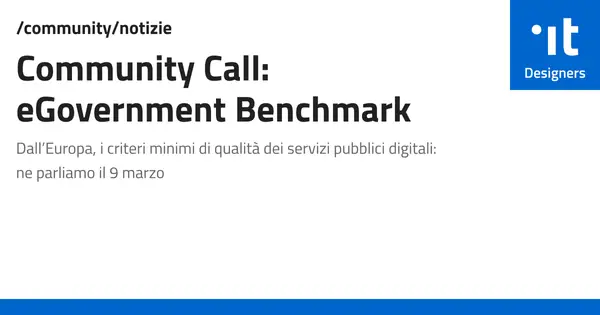 /community/notizie
Community Call:
eGovernment Benchmark
Dall'Europa, i criteri minimi di qualità dei servizi pubblici digitali:
ne parliamo il 9 marzo
it
Designers